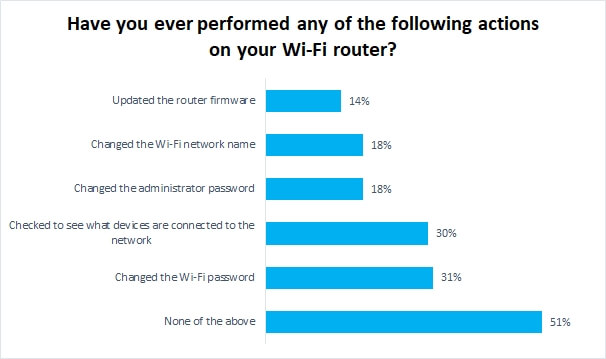 Have you ever performed any of the following actions
on your Wi-Fi router?
Updated the router firmware 14%
Changed the Wi-Fi network name 18%
Changed the administrator password 18%
Checked to see what devices are connected to the
network 30%
Changed the Wi-Fi password 31%
None of the above 51%